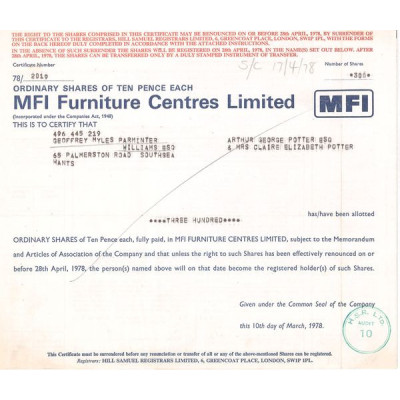 THE RIGHT TO THE SHARES COMPRISED IN THIS CERTIFICATE MAY BE RENOUNCED ON OR BEFORE 28th APRIL, 1978, BY SURRENDER OF
THIS CERTIFICATE TO THE REGISTRARS, HILL SAMUEL REGISTRARS LIMITED, 6, GREENCOAT PLACE, LONDON, SW1P 1PL, WITH THE FORMS
ON THE BACK HEREOF DULY COMPLETED IN ACCORDANCE WITH THE ATTACHED INSTRUCTIONS.
IN THE ABSENCE OF SUCH SURRENDER ON OR BEFORE 28th APRIL, 1978, THE SHARES WILL BE REGISTERED IN THE NAME(S) SET OUT BELOW. AFTER
28th APRIL, 1978, THE SHARES CAN BE TRANSFERRED ONLY BY A DULY STAMPED INSTRUMENT OF TRANSFER.
Certificate Number
Number of Shares
78/
S/C 17/4/78
ORDINARY SHARES OF TEN PENCE EACH
MFI Furniture Centres Limited
MFI
(Incorporated under the Companies Act, 1948)
THIS IS TO CERTIFY THAT
496 445 219
GEOFFREY MYLES PARMINTER
WILLIAMS ESQ
65 PALMERSTON ROAD SOUTHSEA
HANTS
ARTHUR GEORGE POTTER ESQ
& MRS CLAIRE ELIZABETH POTTER
has/have been allotted
****THREE HUNDRED****
ORDINARY SHARES of Ten Pence each, fully paid, in MFI FURNITURE CENTRES LIMITED, subject to the Memorandum
and Articles of Association of the Company and that unless the right to such Shares has been effectively renounced on or
before 28th April, 1978, the person(s) named above will on that date become the registered holder(s) of such Shares.
Given under the Common Seal of the Company
this 10th day of March, 1978.
H.S.R. LTD.
10
This Certificate must be surrendered before any renunciation or transfer of all or any of the above-mentioned Shares can be registered.
Registrars: HILL SAMUEL REGISTRARS LIMITED, 6, GREENCOAT PLACE, LONDON, SW1P 1PL.